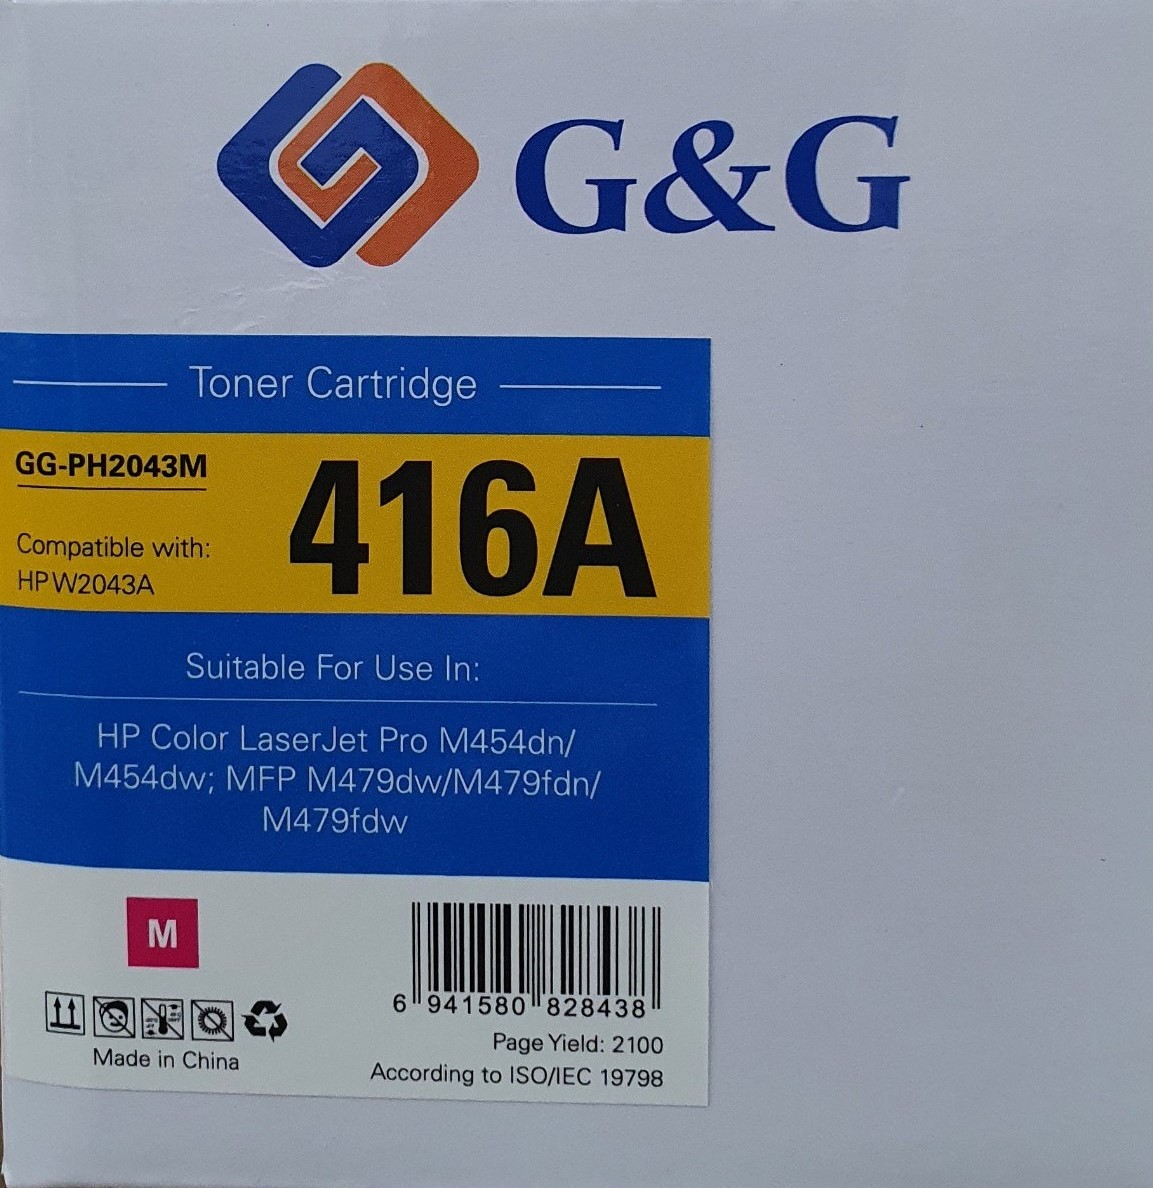 G&G
Toner Cartridge
GG-PH2043M
416A
Compatible with:
HP W2043A
Suitable For Use In:
HP Color LaserJet Pro M454dn/
M454dw; MFP M479dw/M479fdn/
M479fdw
M
6 941580 828438
Page Yield: 2100
Made in China
According to ISO/IEC 19798